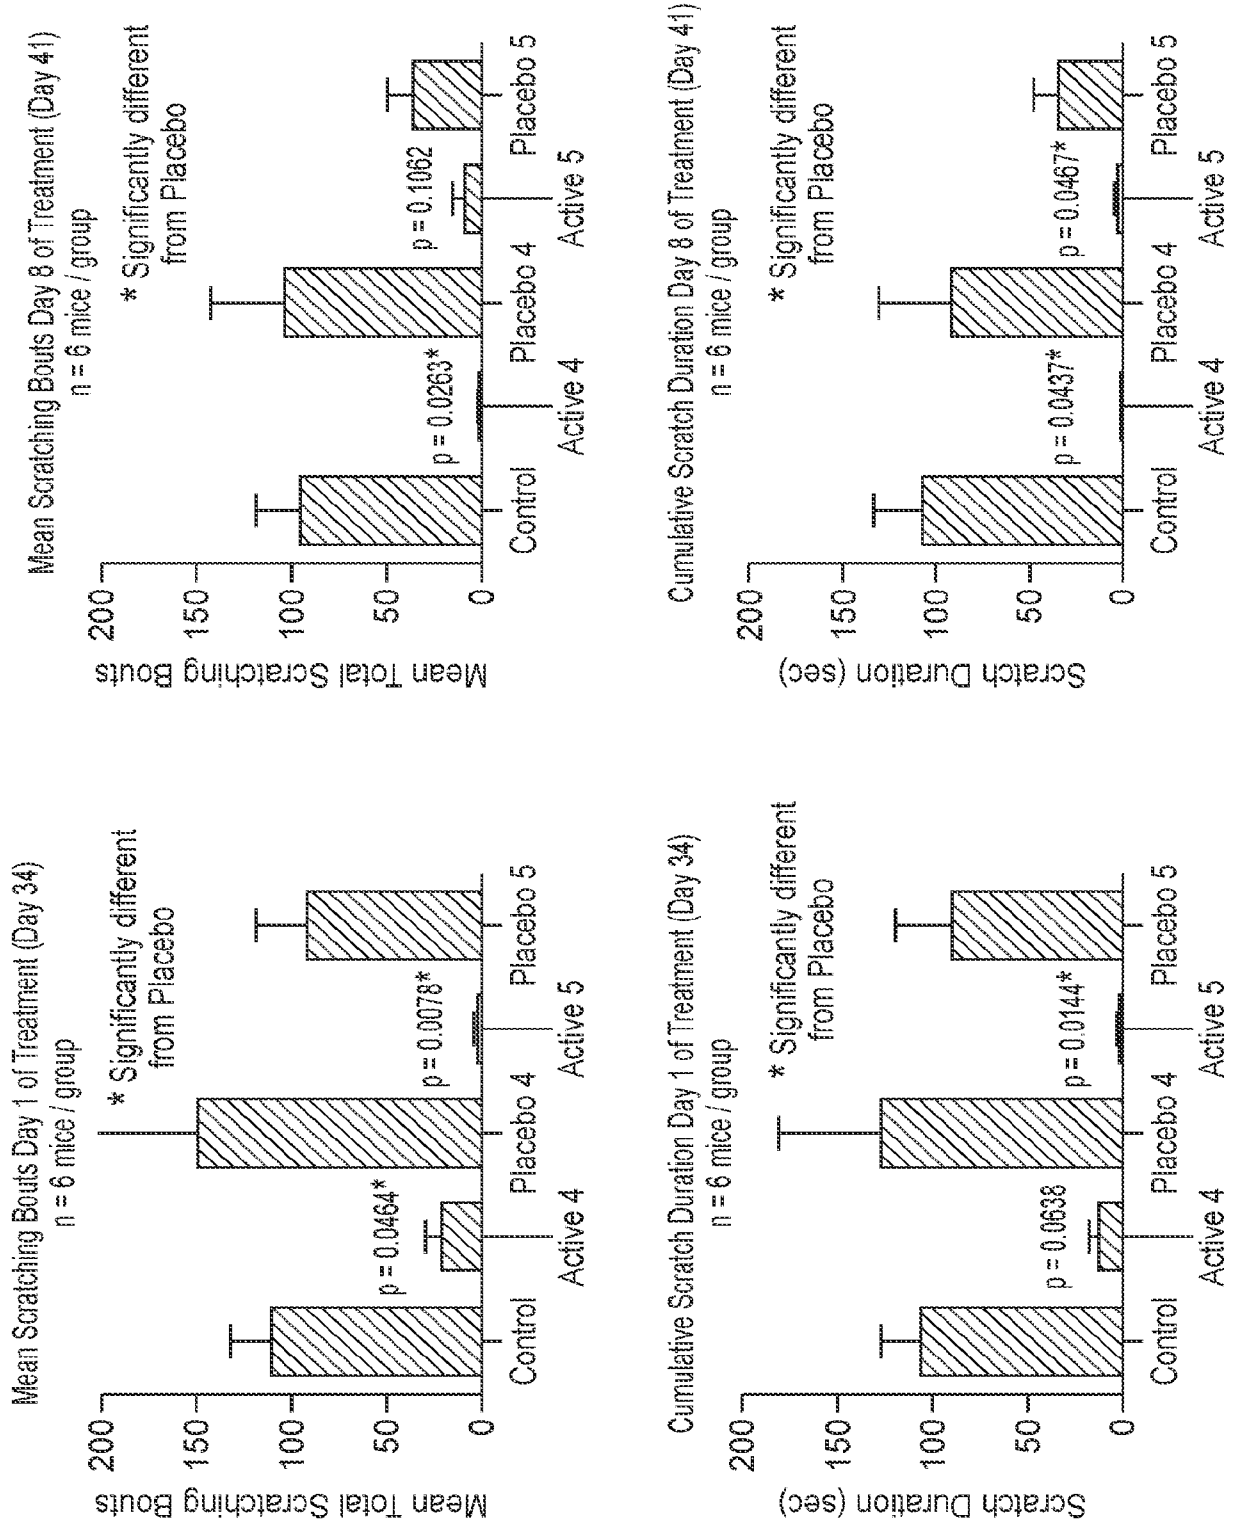 Mean Scratching Bouts Day 1 of Treatment (Day 34)
n = 6 mice / group
* Significantly different
from Placebo
Mean Total Scratching Bouts
200
150
100
50
0
p = 0.0464*
p = 0.0078*
Control
Active 4
Placebo 4
Active 5
Placebo 5
Mean Scratching Bouts Day 8 of Treatment (Day 41)
n = 6 mice / group
* Significantly different
from Placebo
Mean Total Scratching Bouts
200
150
100
50
0
p = 0.0263*
p = 0.1062
Control
Active 4
Placebo 4
Active 5
Placebo 5
Cumulative Scratch Duration Day 1 of Treatment (Day 34)
n = 6 mice / group
* Significantly different
from Placebo
Scratch Duration (sec)
200
150
100
50
0
p = 0.0638
p = 0.0144*
Control
Active 4
Placebo 4
Active 5
Placebo 5
Cumulative Scratch Duration Day 8 of Treatment (Day 41)
n = 6 mice / group
* Significantly different
from Placebo
Scratch Duration (sec)
200
150
100
50
0
p = 0.0437*
p = 0.0467*
Control
Active 4
Placebo 4
Active 5
Placebo 5